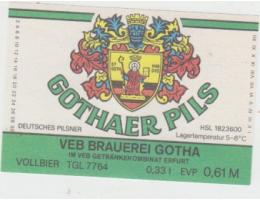 GOTHAER PILS
DEUTSCHES PILSNER
HSL 1823600
Lagertemperatur 5-8°C
VEB BRAUEREI GOTHA
IM VEB GETRÄNKEKOMBINAT ERFURT
VOLLBIER TGL 7764 0,33 l EVP 0,61 M